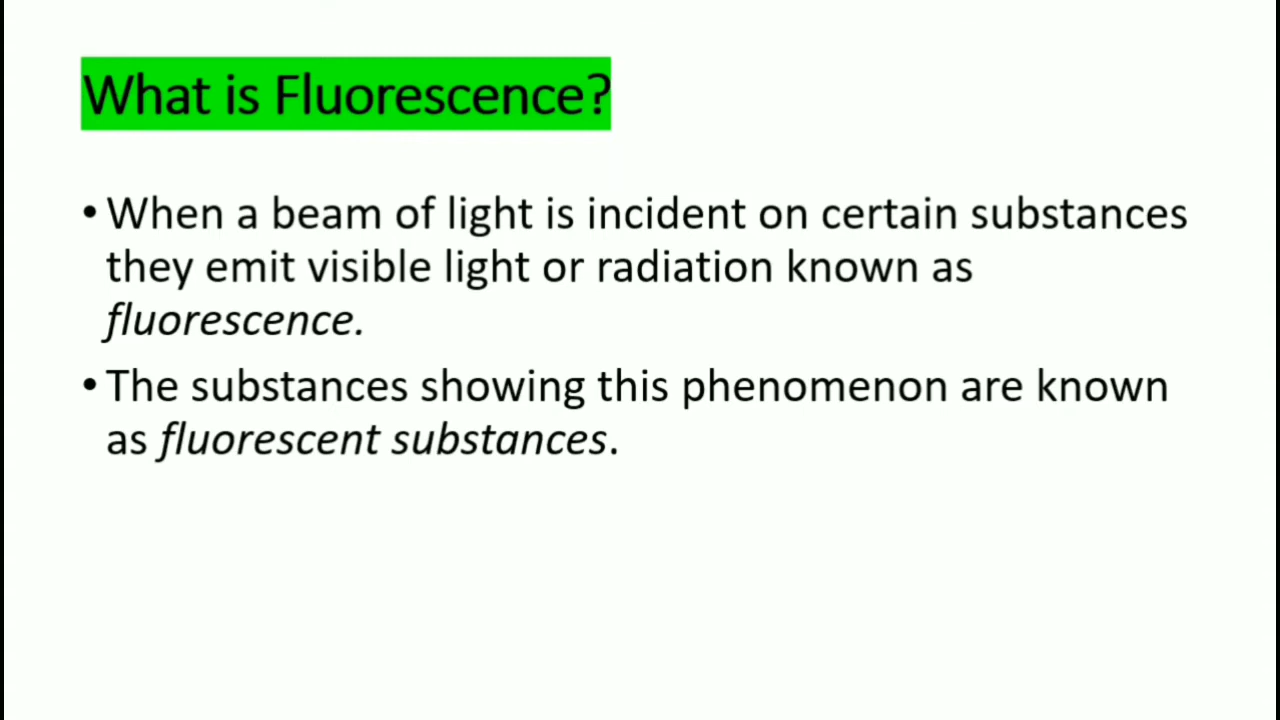 What is Fluorescence?
• When a beam of light is incident on certain substances
they emit visible light or radiation known as
fluorescence.
• The substances showing this phenomenon are known
as fluorescent substances.